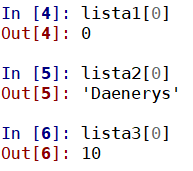 In [4]: lista1[0]
Out[4]: 0
In [5]: lista2[0]
Out[5]: 'Daenerys'
In [6]: lista3[0]
Out[6]: 10